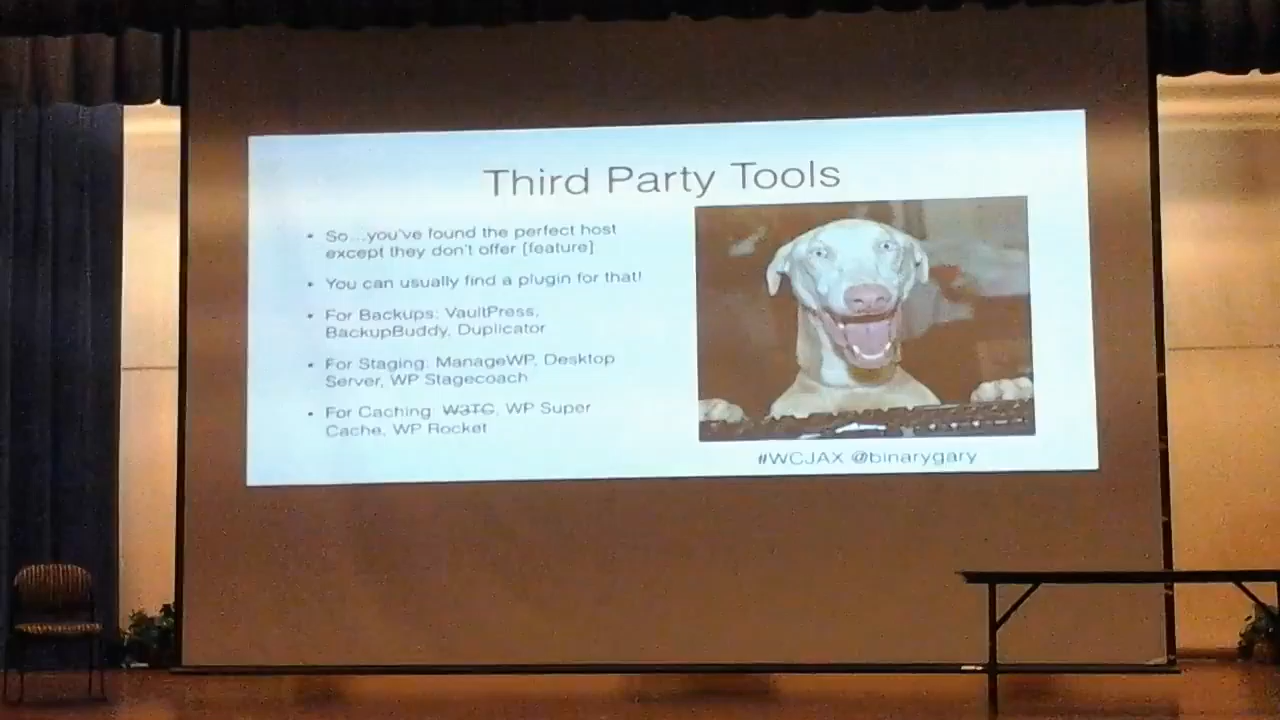 Third Party Tools
• So...you've found the perfect host
except they don't offer [feature]
• You can usually find a plugin for that!
• For Backups: VaultPress,
BackupBuddy, Duplicator
• For Staging: ManageWP, Desktop
Server, WP Stagecoach
• For Caching: W3TC, WP Super
Cache, WP Rocket
#WCJAX @binarygary